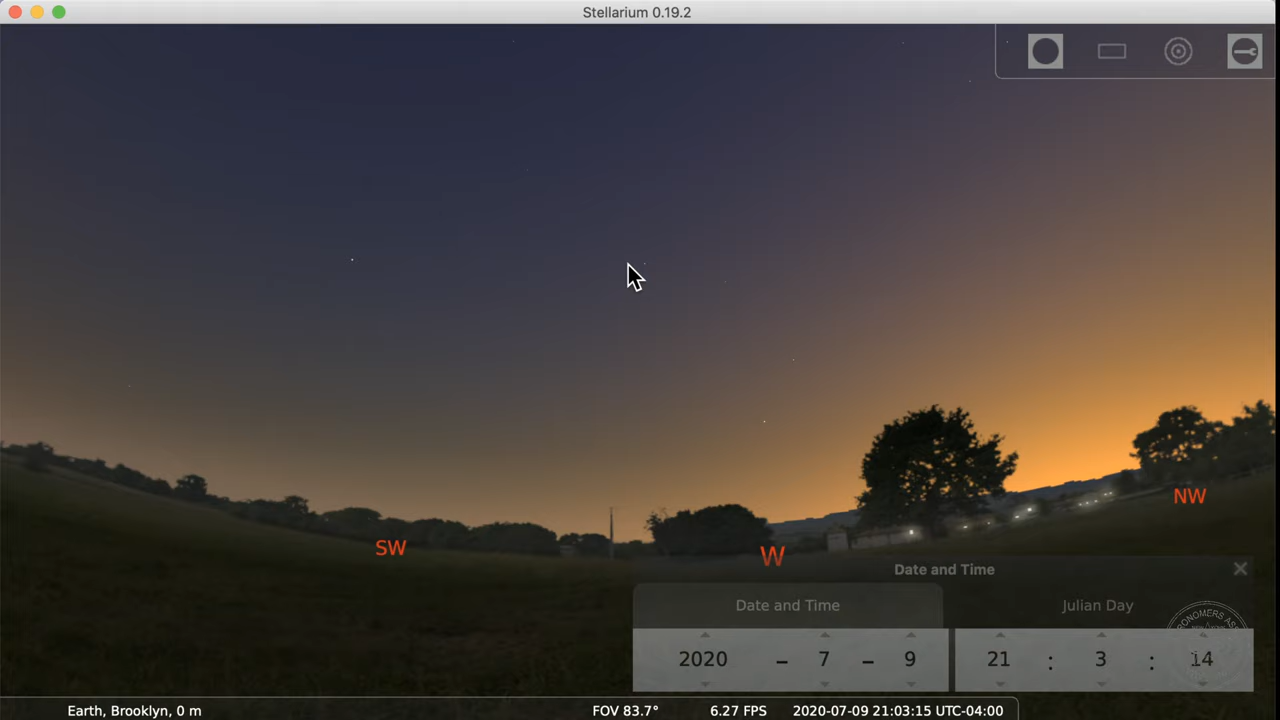 Stellarium 0.19.2
SW
W
NW
Date and Time
Date and Time
Julian Day
2020 - 7 - 9
21 : 3 : 14
Earth, Brooklyn, 0 m
FOV 83.7°
6.27 FPS
2020-07-09 21:03:15 UTC-04:00